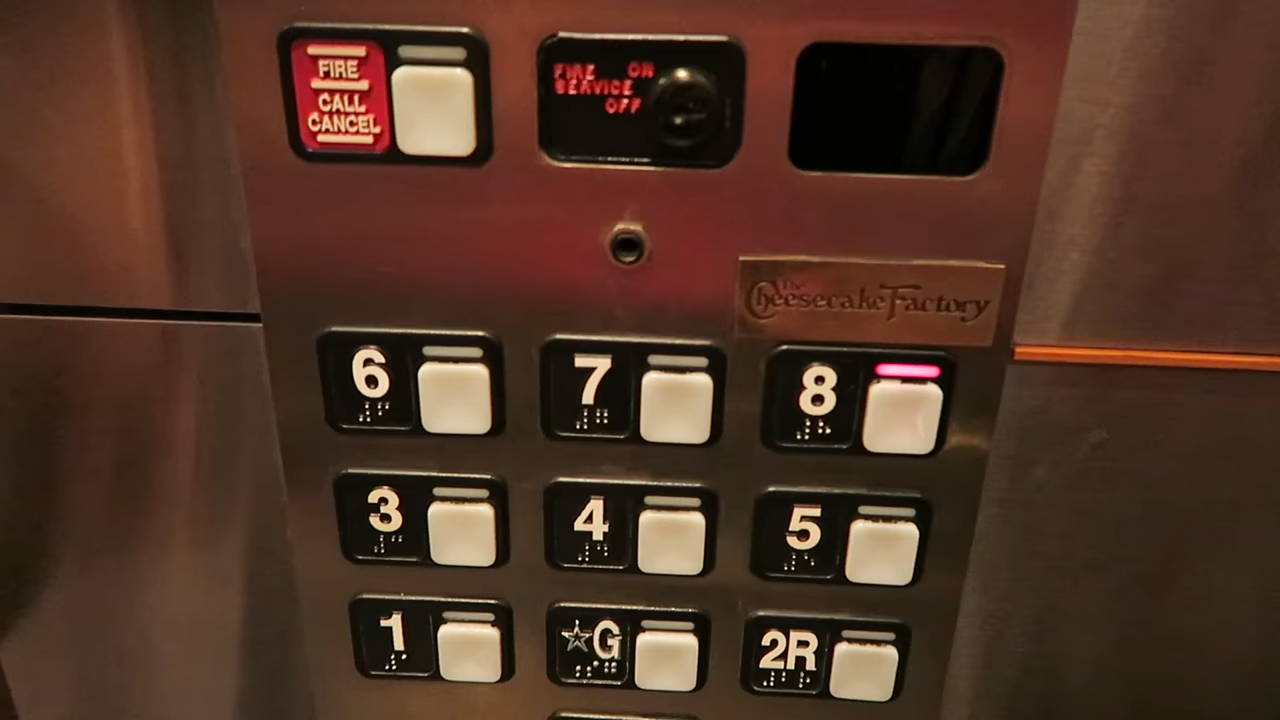 FIRE
CALL
CANCEL
FIRE ON
SERVICE
OFF
The
Cheesecake Factory
6
7
8
3
4
5
1
☆G
2R